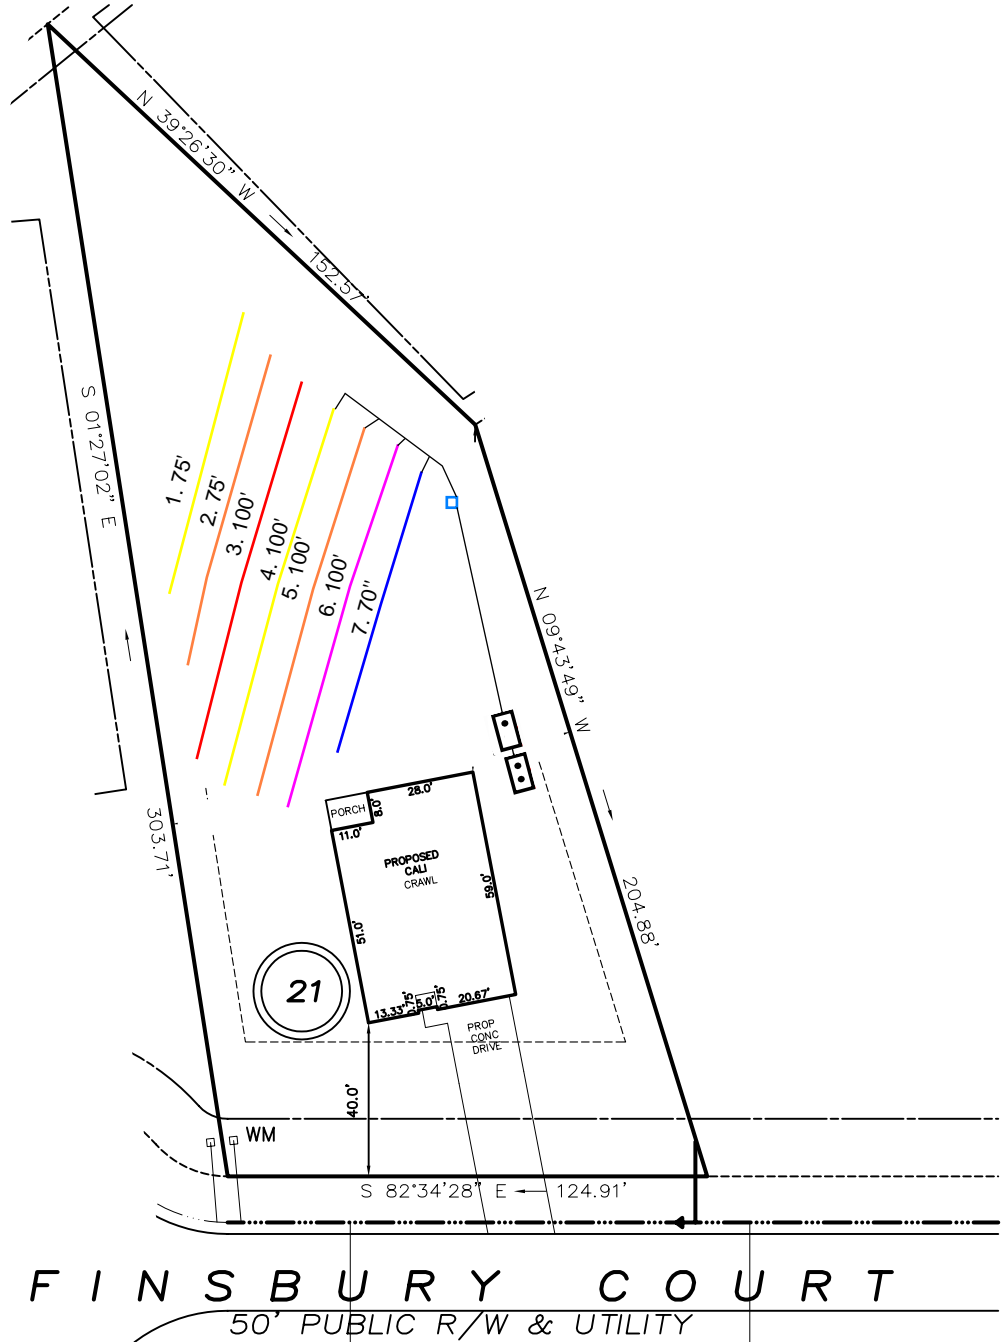 N 39°26'30" W
152.57'
S 01°27'02" E
1. 75'
2. 75'
3. 100'
4. 100'
5. 100'
6. 100'
7. 70"
N 09°43'49" W
303.71'
204.88'
28.0'
PORCH
8.0'
11.0'
PROPOSED
CALI
CRAWL
59.0'
51.0'
21
13.33'
0.75'
5.0'
0.75'
20.67'
PROP
CONC
DRIVE
40.0'
WM
S 82°34'28" E
124.91'
FINSBURY COURT
50' PUBLIC R/W & UTILITY